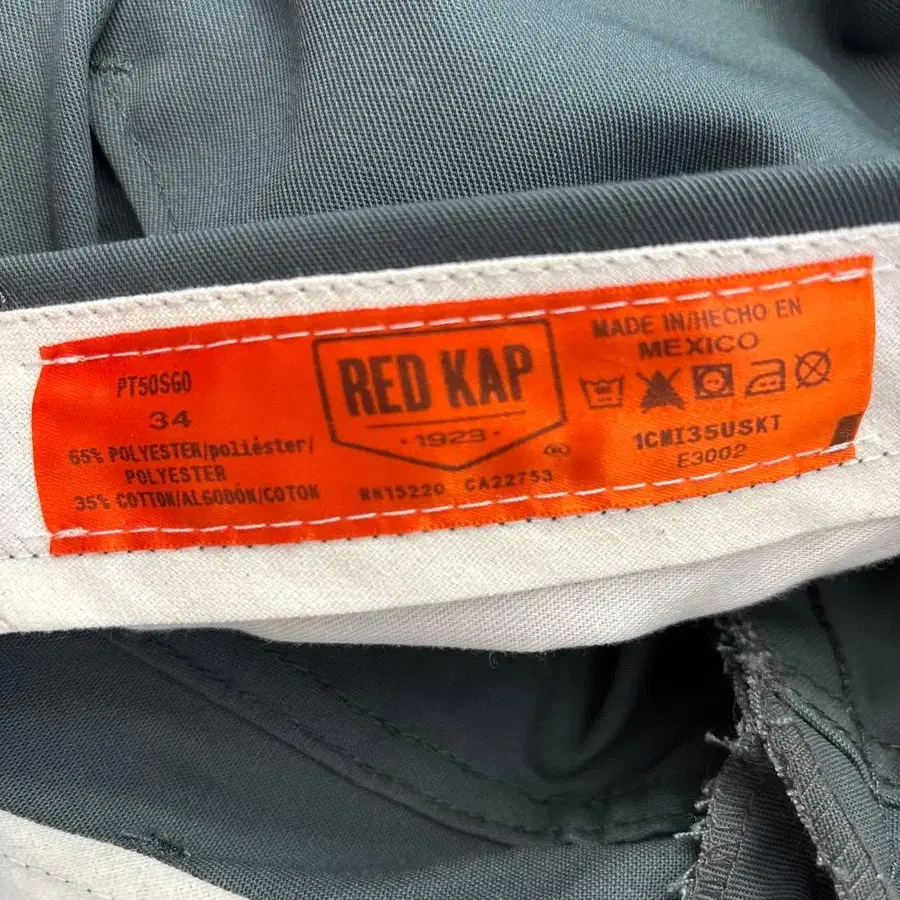 PT50SGO
34
65% POLYESTER/poliéster/
POLYESTER
35% COTTON/ALGODÓN/COTON
RED KAP
· 1923 ·
RN15220 CA22753
MADE IN/HECHO EN
MEXICO
1CMI35USKT
E3002